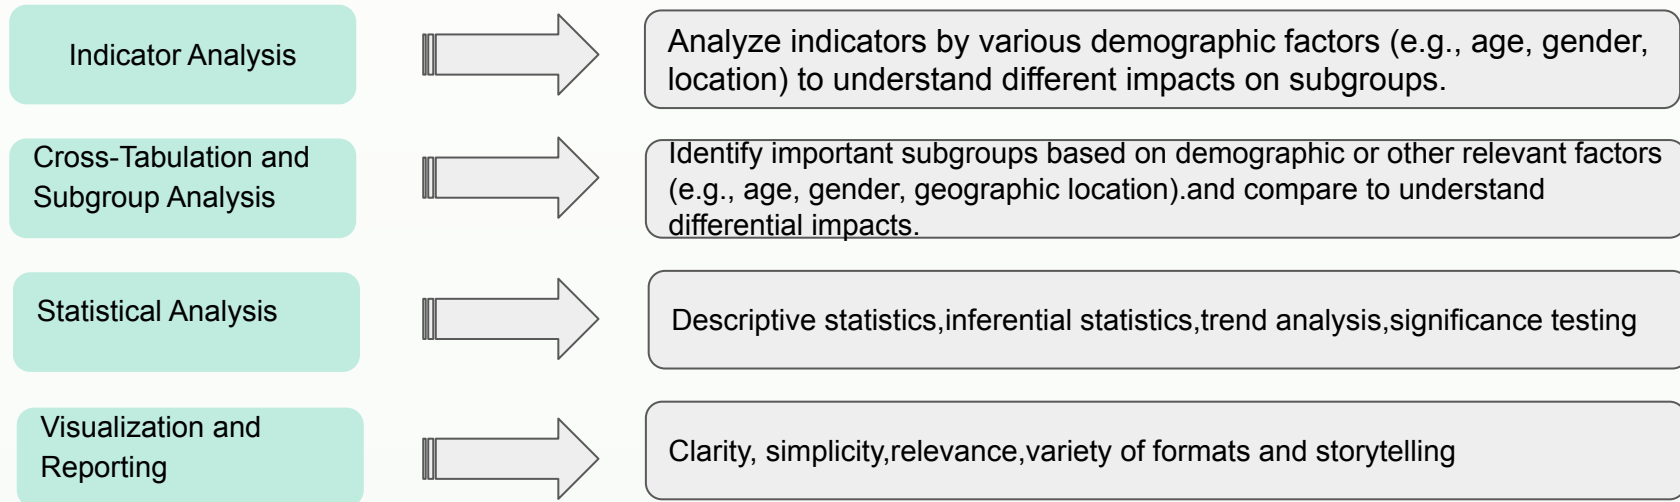 Indicator Analysis
Analyze indicators by various demographic factors (e.g., age, gender,
location) to understand different impacts on subgroups.
Cross-Tabulation and
Subgroup Analysis
Identify important subgroups based on demographic or other relevant factors
(e.g., age, gender, geographic location).and compare to understand
differential impacts.
Statistical Analysis
Descriptive statistics,inferential statistics,trend analysis,significance testing
Visualization and
Reporting
Clarity, simplicity,relevance,variety of formats and storytelling